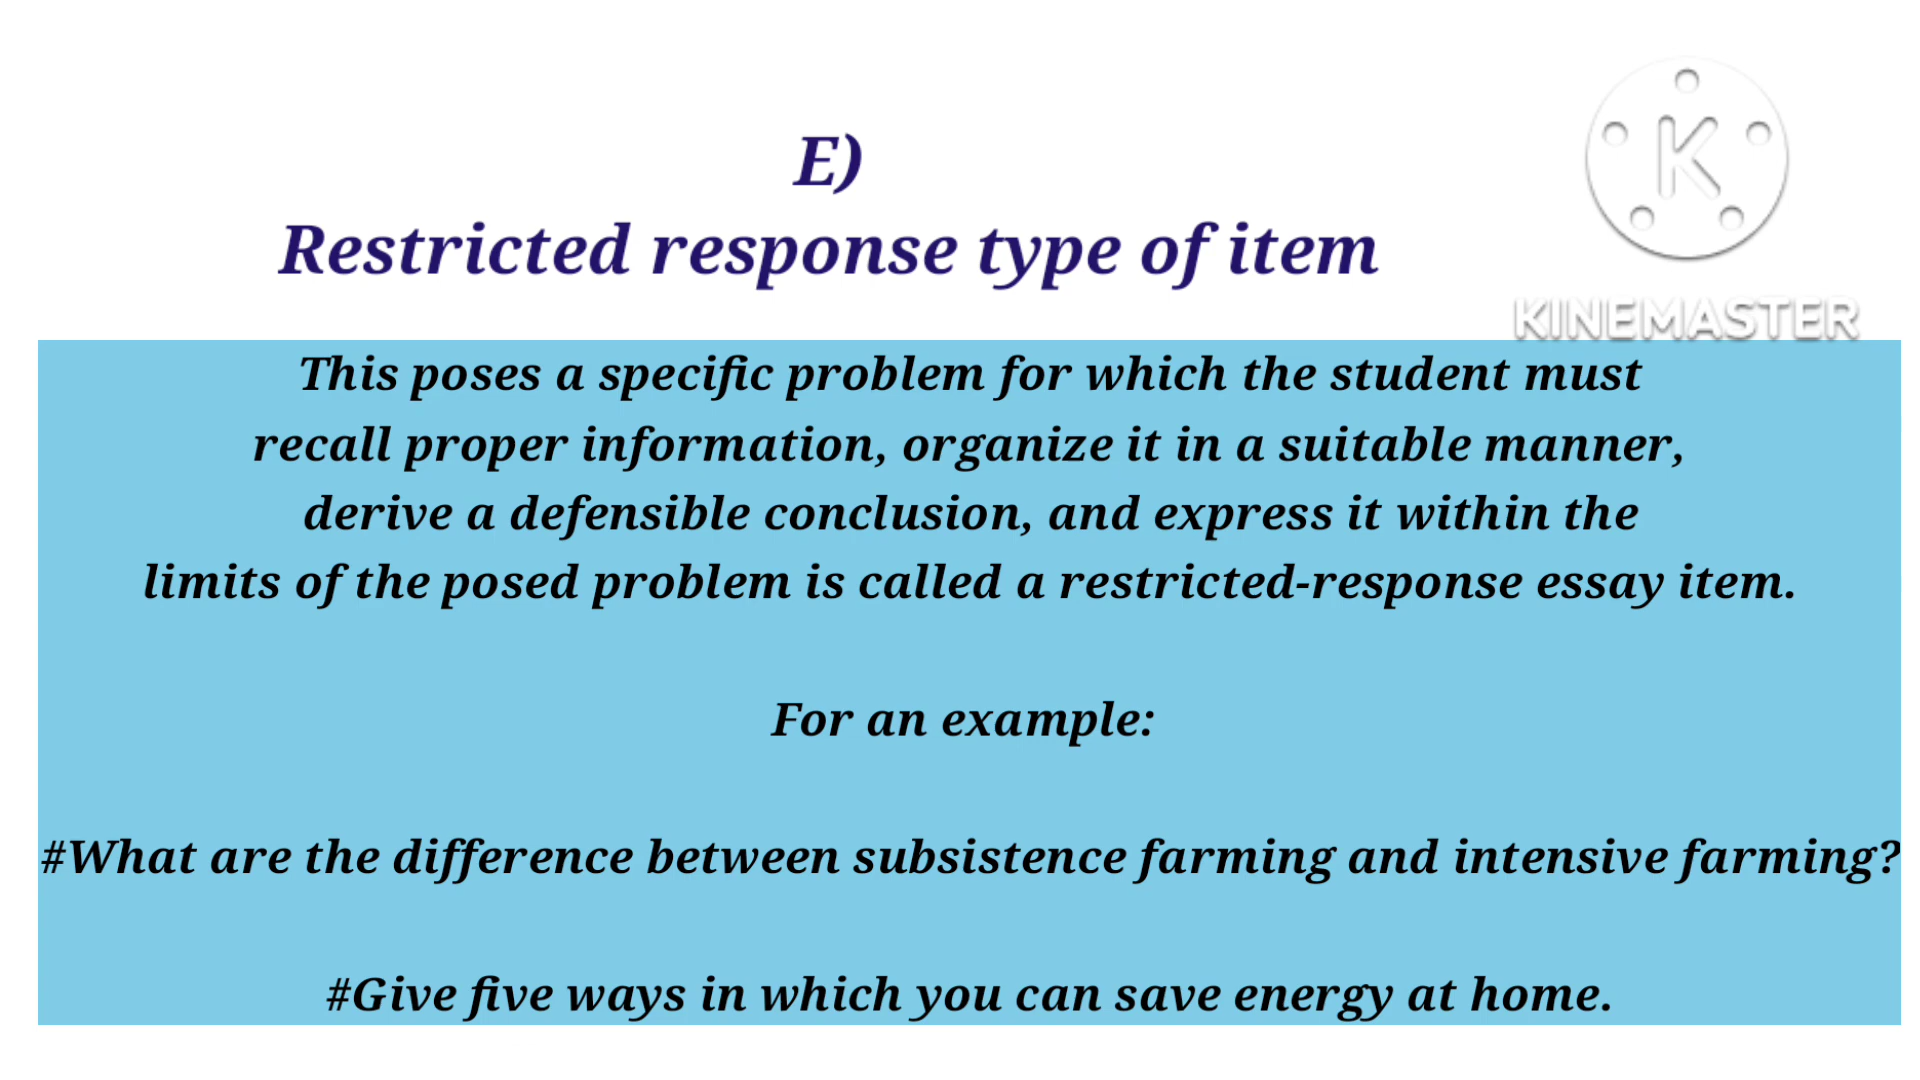 E)
Restricted response type of item
K
KINEMASTER
This poses a specific problem for which the student must
recall proper information, organize it in a suitable manner,
derive a defensible conclusion, and express it within the
limits of the posed problem is called a restricted-response essay item.
For an example:
#What are the difference between subsistence farming and intensive farming?
#Give five ways in which you can save energy at home.